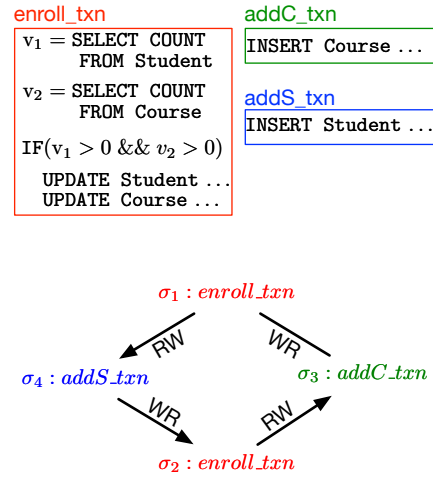 enroll_txn
v₁ = SELECT COUNT
FROM Student
v₂ = SELECT COUNT
FROM Course
IF(v₁ > 0 && v₂ > 0)
UPDATE Student ...
UPDATE Course ...
addC_txn
INSERT Course ...
addS_txn
INSERT Student ...
σ₁ : enroll_txn
RW
WR
σ₄ : addS_txn
σ₃ : addC_txn
WR
RW
σ₂ : enroll_txn